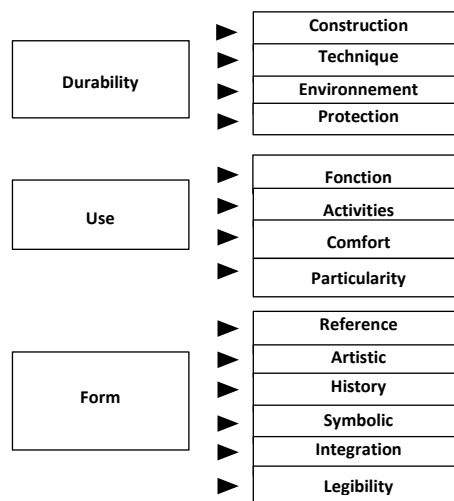 Durability
Construction
Technique
Environnement
Protection
Use
Fonction
Activities
Comfort
Particularity
Form
Reference
Artistic
History
Symbolic
Integration
Legibility